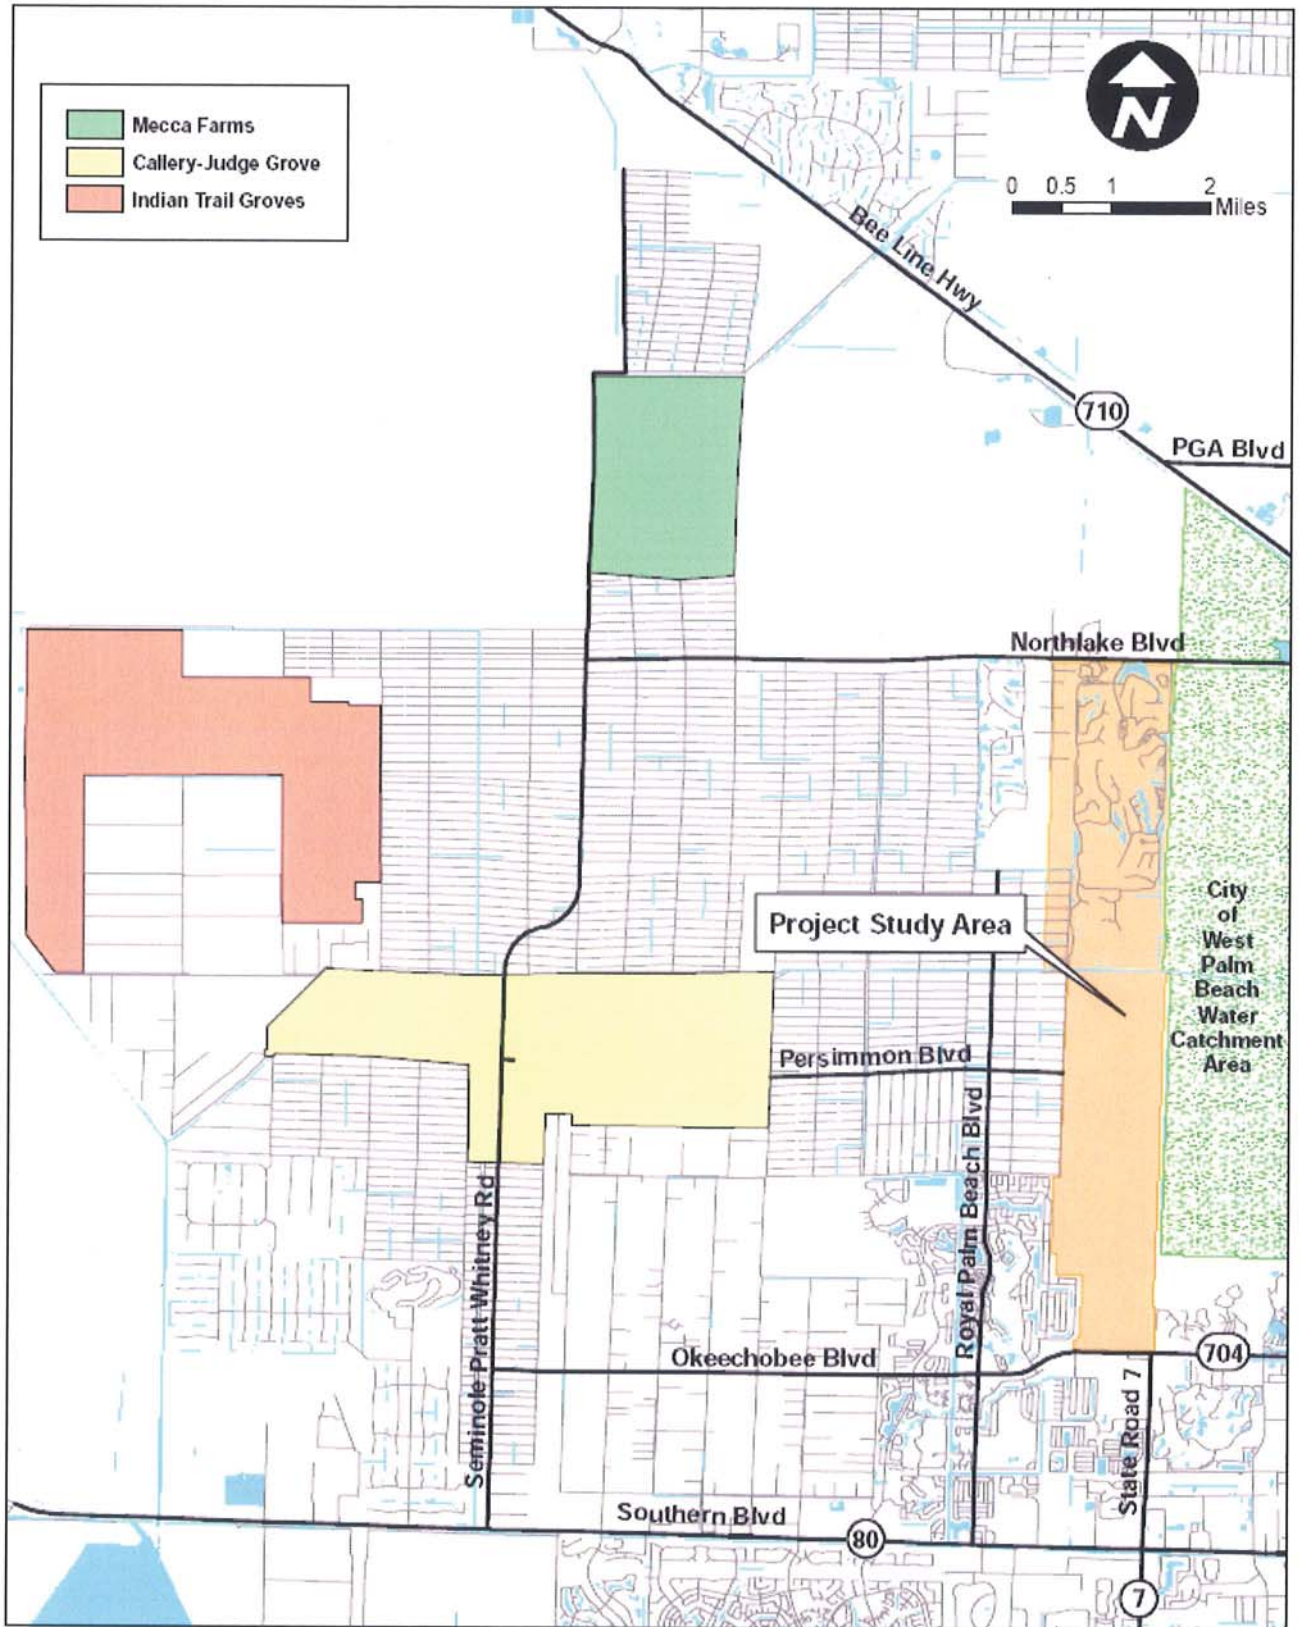 Mecca Farms
Callery-Judge Grove
Indian Trail Groves
N
0 0.5 1 2
Miles
Bee Line Hwy
710
PGA Blvd
Northlake Blvd
Project Study Area
City
of
West
Palm
Beach
Water
Catchment
Area
Persimmon Blvd
Royal Palm Beach Blvd
Seminole Pratt Whitney Rd
Okeechobee Blvd
704
State Road 7
Southern Blvd
80
7